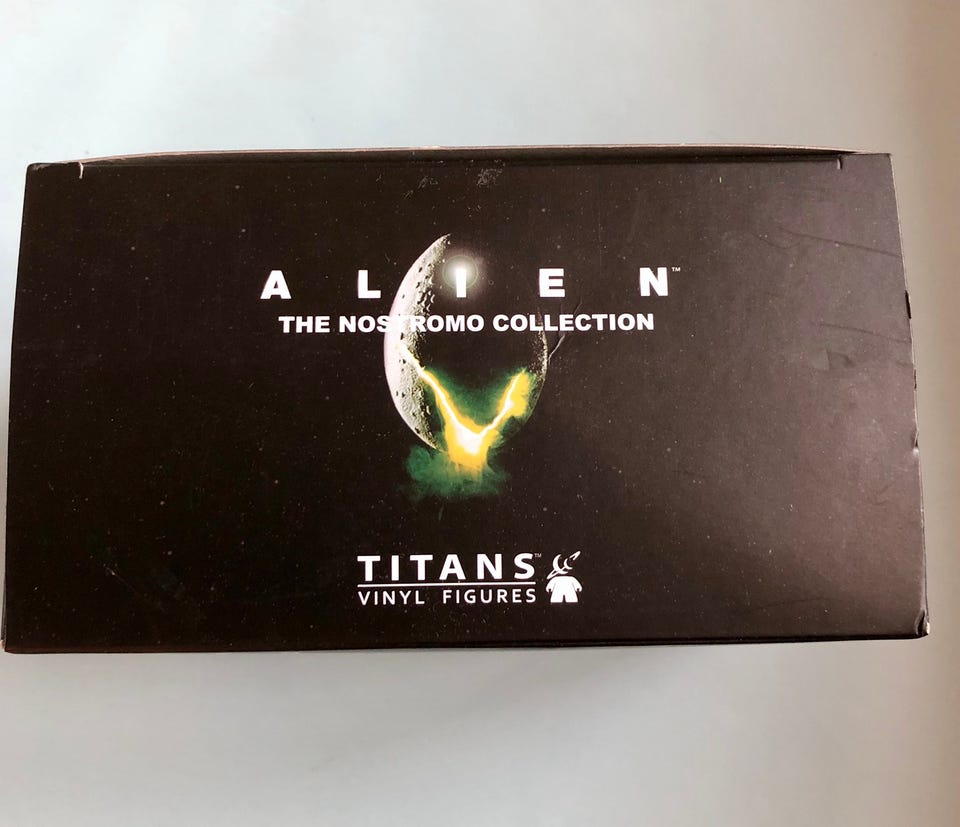 ALIEN™
THE NOSTROMO COLLECTION
TITANS™
VINYL FIGURES